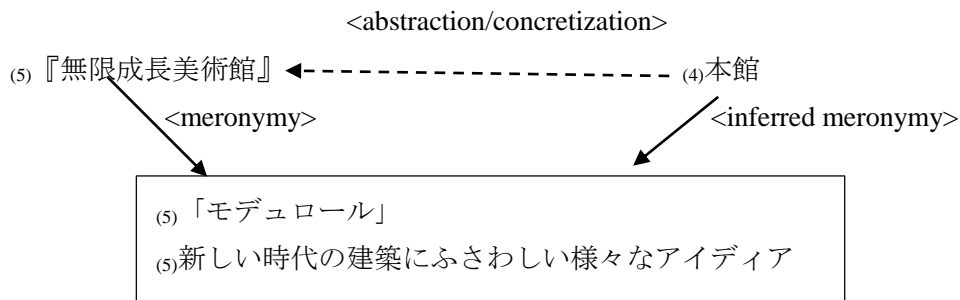 <abstraction/concretization>
(5)『無限成長美術館』 (4)本館
<meronymy> <inferred meronymy>
(5)「モデュロール」
(5)新しい時代の建築にふさわしい様々なアイディア